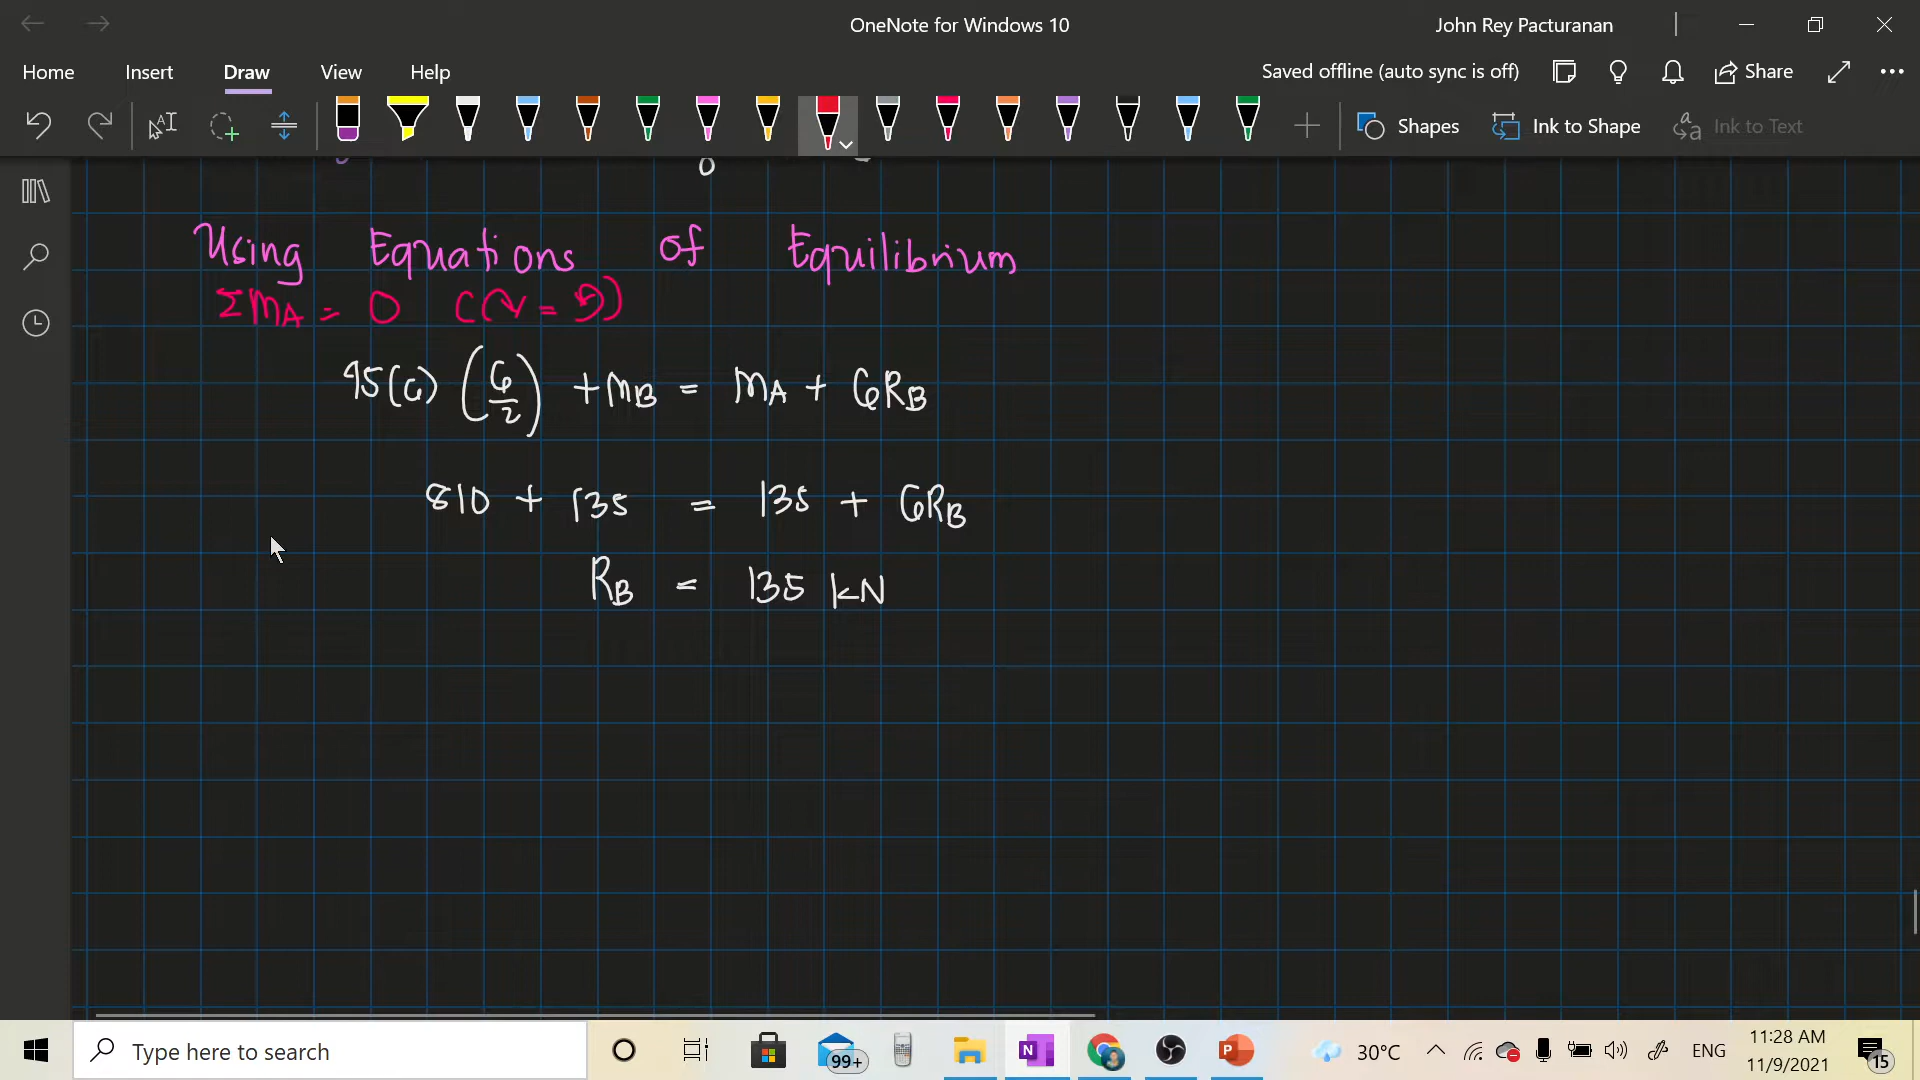 OneNote for Windows 10
John Rey Pacturanan
Home Insert Draw View Help
Saved offline (auto sync is off)
Share
Shapes
Ink to Shape
Ink to Text
Using Equations of Equilibrium
ΣMA = 0 (↷ = ↶)
45(6) (6/2) + MB = MA + 6RB
810 + 135 = 135 + 6RB
RB = 135 kN
Type here to search
99+
30°C
ENG
11:28 AM
11/9/2021
15